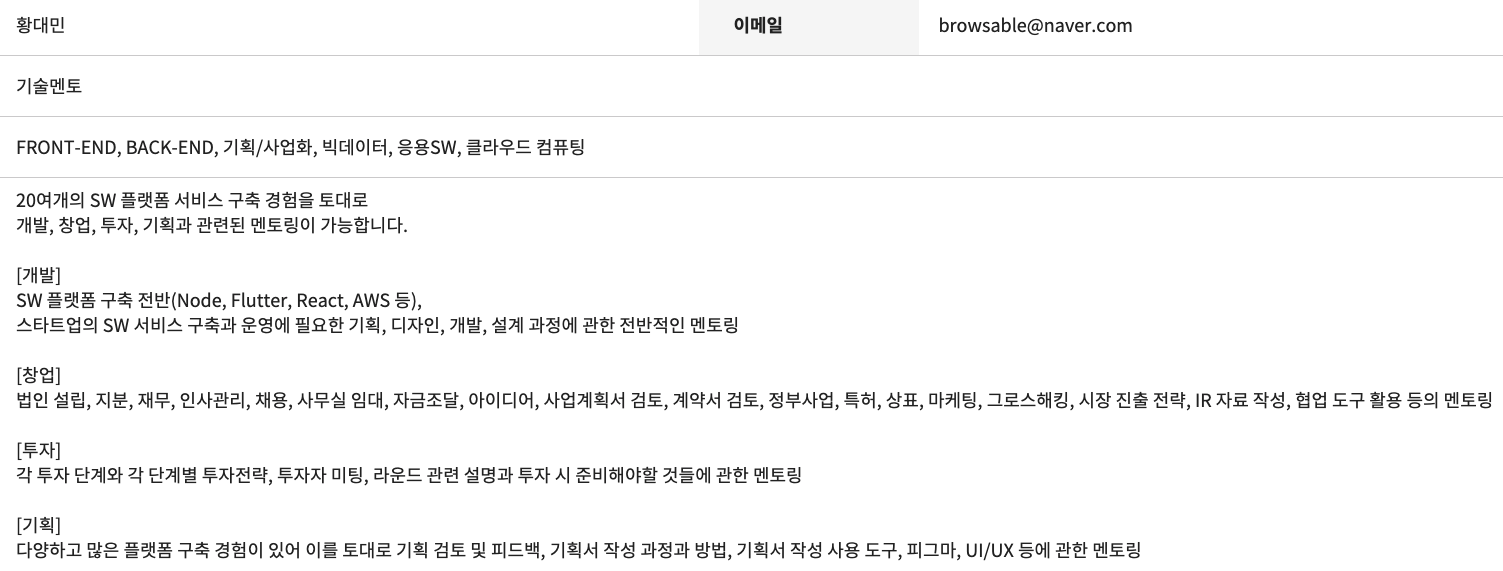 황대민 이메일 browsable@naver.com
기술멘토
FRONT-END, BACK-END, 기획/사업화, 빅데이터, 응용SW, 클라우드 컴퓨팅
20여개의 SW 플랫폼 서비스 구축 경험을 토대로
개발, 창업, 투자, 기획과 관련된 멘토링이 가능합니다.
[개발]
SW 플랫폼 구축 전반(Node, Flutter, React, AWS 등),
스타트업의 SW 서비스 구축과 운영에 필요한 기획, 디자인, 개발, 설계 과정에 관한 전반적인 멘토링
[창업]
법인 설립, 지분, 재무, 인사관리, 채용, 사무실 임대, 자금조달, 아이디어, 사업계획서 검토, 계약서 검토, 정부사업, 특허, 상표, 마케팅, 그로스해킹, 시장 진출 전략, IR 자료 작성, 협업 도구 활용 등의 멘토링
[투자]
각 투자 단계와 각 단계별 투자전략, 투자자 미팅, 라운드 관련 설명과 투자 시 준비해야할 것들에 관한 멘토링
[기획]
다양하고 많은 플랫폼 구축 경험이 있어 이를 토대로 기획 검토 및 피드백, 기획서 작성 과정과 방법, 기획서 작성 사용 도구, 피그마, UI/UX 등에 관한 멘토링